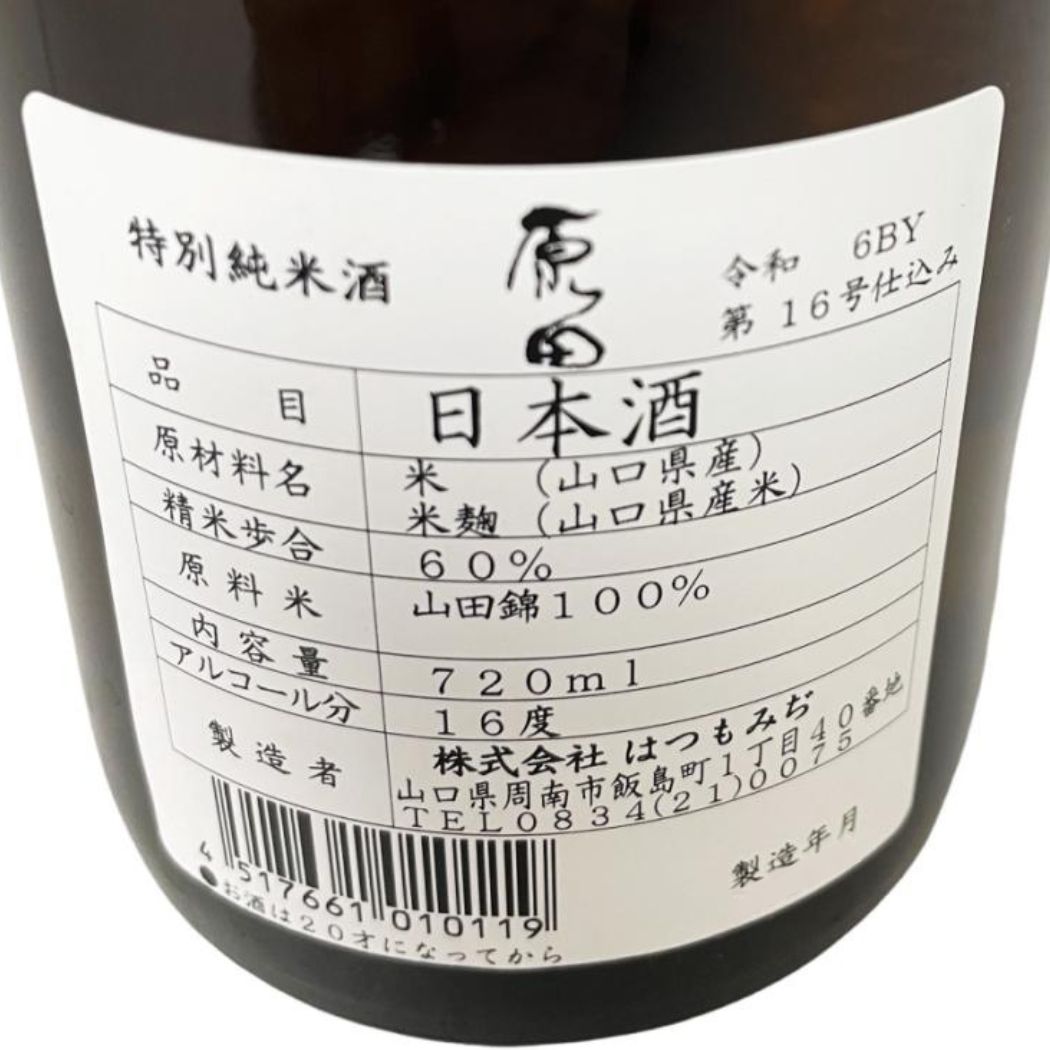 特別純米酒
原田
令和 6BY
第 16号仕込み
品目 日本酒
原材料名 米 (山口県産)
米麹 (山口県産米)
精米歩合 60%
原料米 山田錦100%
内容量 720ml
アルコール分 16度
製造者 株式会社 はつもみぢ
山口県周南市飯島町1丁目40番地
TEL0834(21)0075
製造年月
4 517661 010119
●お酒は20才になってから